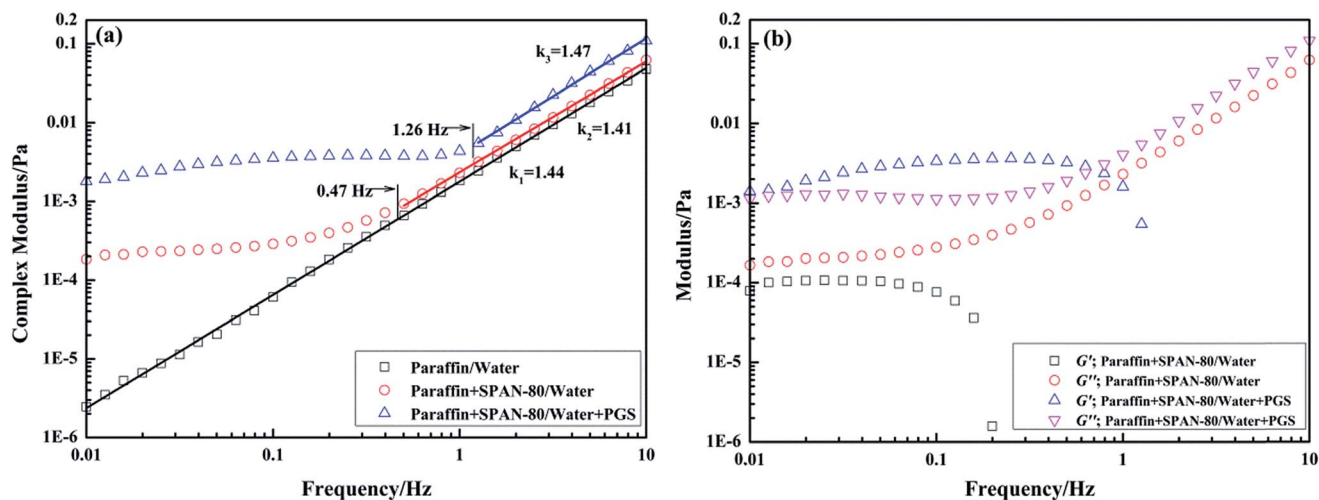 (a)
Complex Modulus/Pa
0.2
0.1
0.01
1E-3
1E-4
1E-5
1E-6
k₃=1.47
1.26 Hz
k₂=1.41
k₁=1.44
0.47 Hz
Paraffin/Water
Paraffin+SPAN-80/Water
Paraffin+SPAN-80/Water+PGS
0.01 0.1 1 10
Frequency/Hz
(b)
Modulus/Pa
0.2
0.1
0.01
1E-3
1E-4
1E-5
1E-6
G'; Paraffin+SPAN-80/Water
G''; Paraffin+SPAN-80/Water
G'; Paraffin+SPAN-80/Water+PGS
G''; Paraffin+SPAN-80/Water+PGS
0.01 0.1 1 10
Frequency/Hz